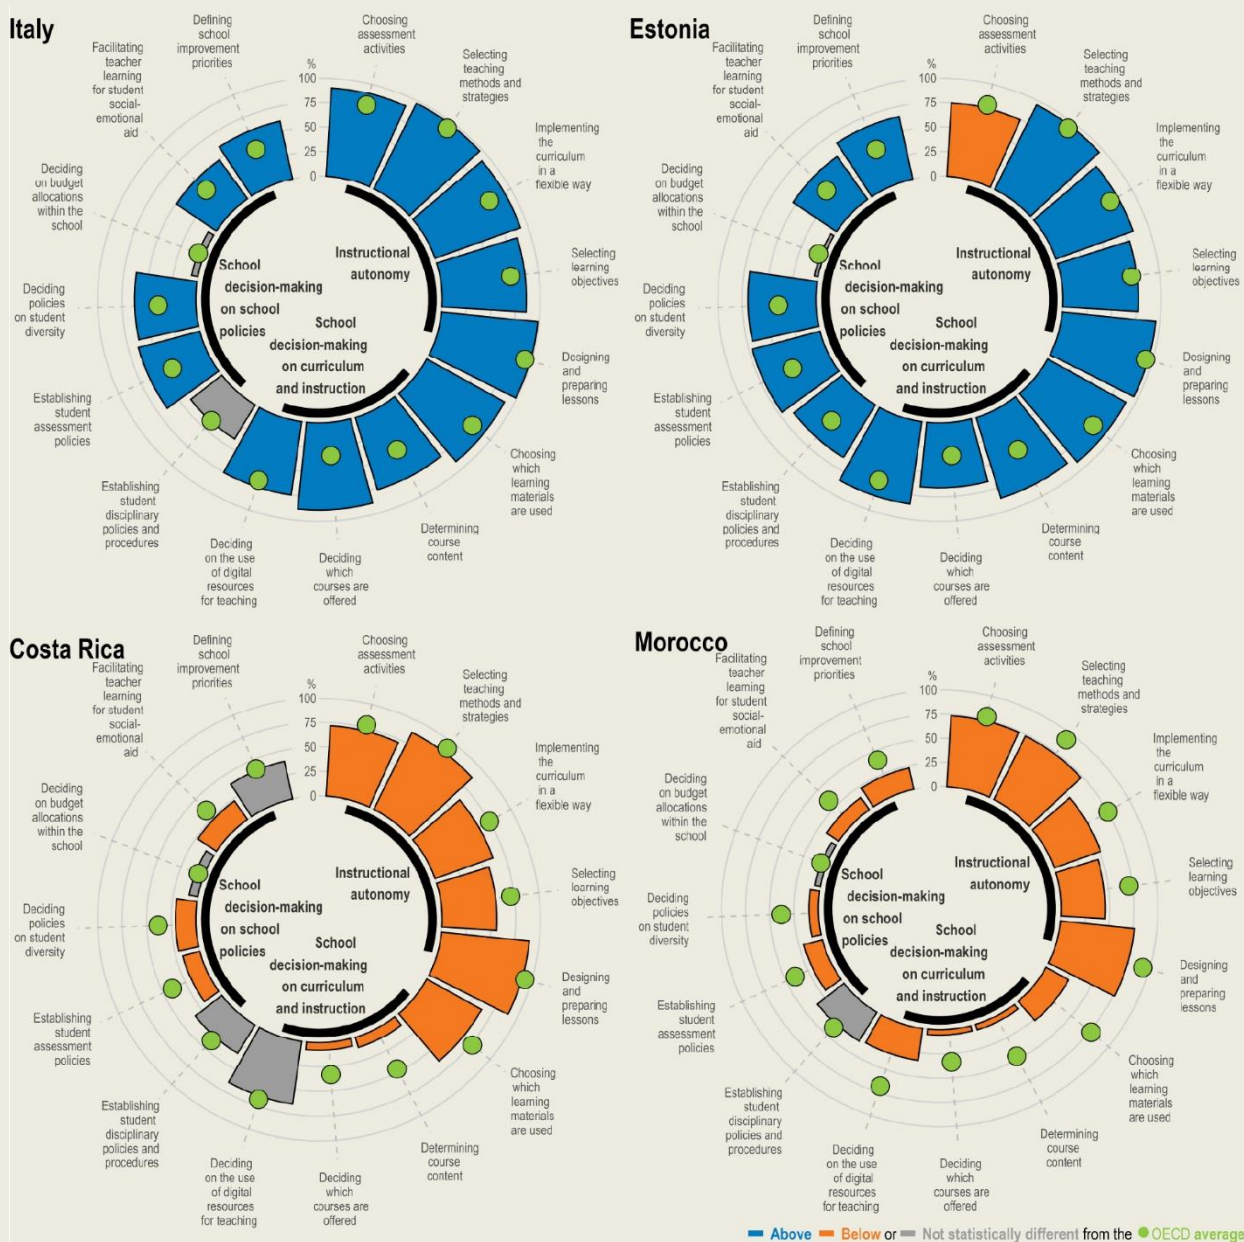 Italy
Defining
school
improvement
priorities
Facilitating
teacher
learning
for student
social-
emotional
aid
Deciding
on budget
allocations
within the
school
Deciding
policies
on student
diversity
Establishing
student
assessment
policies
Establishing
student
disciplinary
policies and
procedures
Deciding
on the use
of digital
resources
for teaching
Deciding
which
courses are
offered
Determining
course
content
Choosing
which
learning
materials
are used
Designing
and
preparing
lessons
Selecting
learning
objectives
Implementing
the
curriculum
in a
flexible way
Selecting
teaching
methods and
strategies
Choosing
assessment
activities
%
100
75
50
25
0
Instructional
autonomy
School
decision-making
on school
policies
School
decision-making
on curriculum
and instruction
Estonia
Defining
school
improvement
priorities
Facilitating
teacher
learning
for student
social-
emotional
aid
Deciding
on budget
allocations
within the
school
Deciding
policies
on student
diversity
Establishing
student
assessment
policies
Establishing
student
disciplinary
policies and
procedures
Deciding
on the use
of digital
resources
for teaching
Deciding
which
courses are
offered
Determining
course
content
Choosing
which
learning
materials
are used
Designing
and
preparing
lessons
Selecting
learning
objectives
Implementing
the
curriculum
in a
flexible way
Selecting
teaching
methods and
strategies
Choosing
assessment
activities
%
100
75
50
25
0
Instructional
autonomy
School
decision-making
on school
policies
School
decision-making
on curriculum
and instruction
Costa Rica
Defining
school
improvement
priorities
Facilitating
teacher
learning
for student
social-
emotional
aid
Deciding
on budget
allocations
within the
school
Deciding
policies
on student
diversity
Establishing
student
assessment
policies
Establishing
student
disciplinary
policies and
procedures
Deciding
on the use
of digital
resources
for teaching
Deciding
which
courses are
offered
Determining
course
content
Choosing
which
learning
materials
are used
Designing
and
preparing
lessons
Selecting
learning
objectives
Implementing
the
curriculum
in a
flexible way
Selecting
teaching
methods and
strategies
Choosing
assessment
activities
%
100
75
50
25
0
Instructional
autonomy
School
decision-making
on school
policies
School
decision-making
on curriculum
and instruction
Morocco
Defining
school
improvement
priorities
Facilitating
teacher
learning
for student
social-
emotional
aid
Deciding
on budget
allocations
within the
school
Deciding
policies
on student
diversity
Establishing
student
assessment
policies
Establishing
student
disciplinary
policies and
procedures
Deciding
on the use
of digital
resources
for teaching
Deciding
which
courses are
offered
Determining
course
content
Choosing
which
learning
materials
are used
Designing
and
preparing
lessons
Selecting
learning
objectives
Implementing
the
curriculum
in a
flexible way
Selecting
teaching
methods and
strategies
Choosing
assessment
activities
%
100
75
50
25
0
Instructional
autonomy
School
decision-making
on school
policies
School
decision-making
on curriculum
and instruction
Above Below or Not statistically different from the OECD average